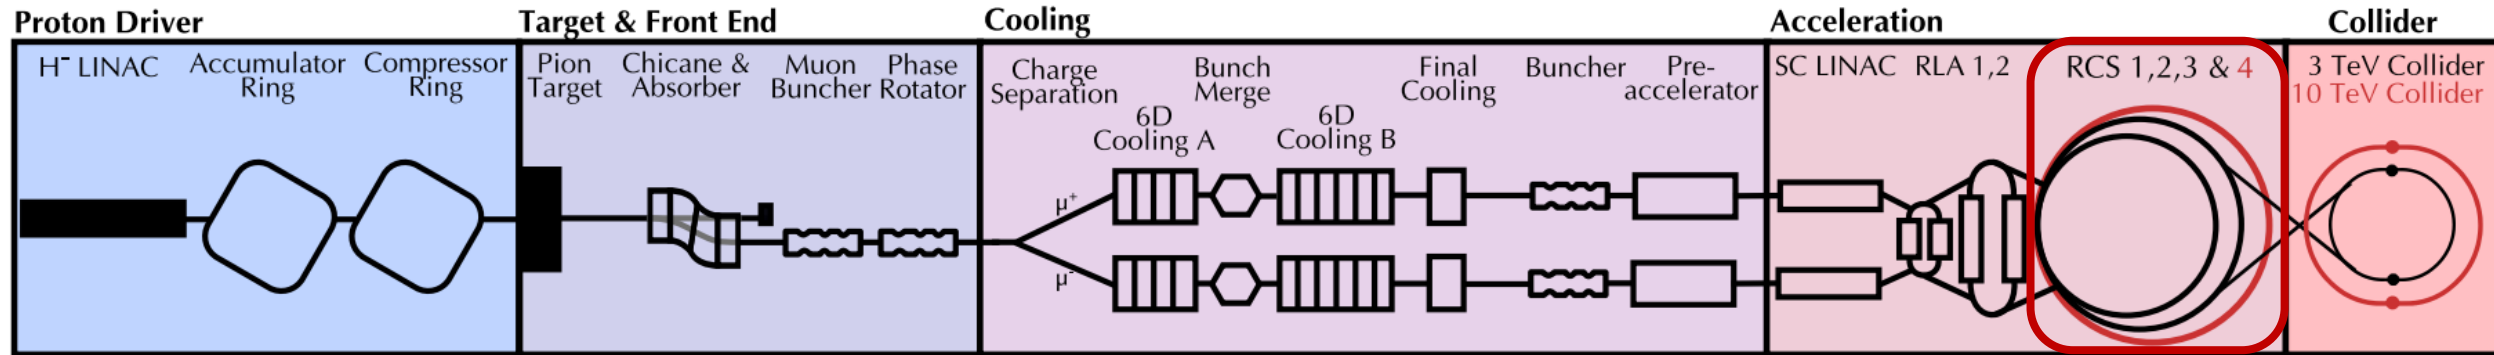 Proton Driver
Target & Front End
Cooling
Acceleration
Collider
H⁻ LINAC
Accumulator
Ring
Compressor
Ring
Pion
Target
Chicane &
Absorber
Muon
Buncher
Phase
Rotator
Charge
Separation
6D
Cooling A
Bunch
Merge
6D
Cooling B
Final
Cooling
Buncher
Pre-
accelerator
SC LINAC
RLA 1,2
RCS 1,2,3 & 4
3 TeV Collider
10 TeV Collider
μ⁺
μ⁻